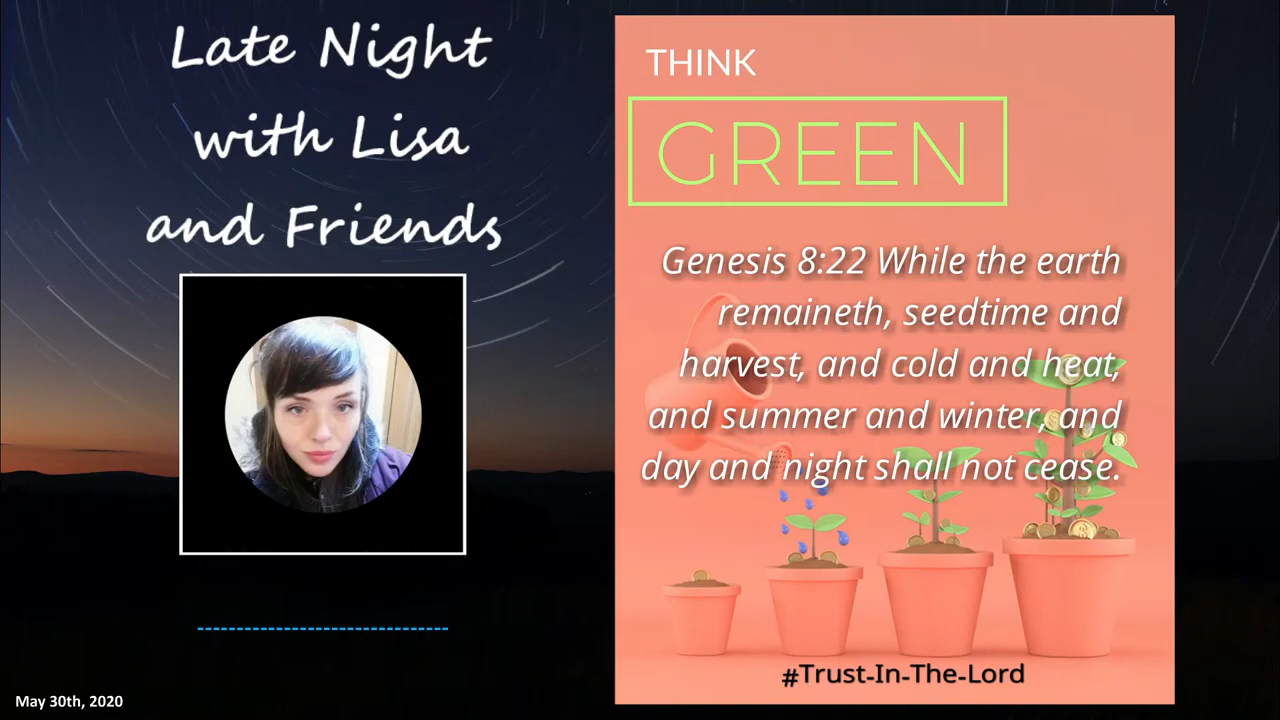 Late Night
with Lisa
and Friends
May 30th, 2020
THINK
GREEN
Genesis 8:22 While the earth
remaineth, seedtime and
harvest, and cold and heat,
and summer and winter, and
day and night shall not cease.
#Trust-In-The-Lord